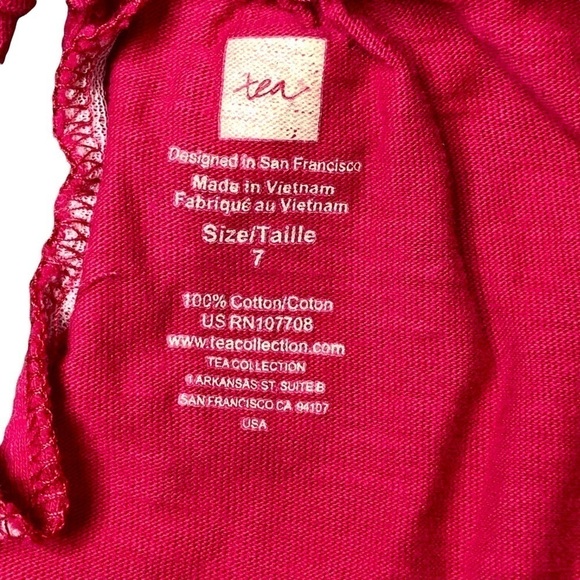 tea
Designed in San Francisco
Made in Vietnam
Fabriqué au Vietnam
Size/Taille
7
100% Cotton/Coton
US RN107708
www.teacollection.com
TEA COLLECTION
1 ARKANSAS ST. SUITE B
SAN FRANCISCO CA 94107
USA